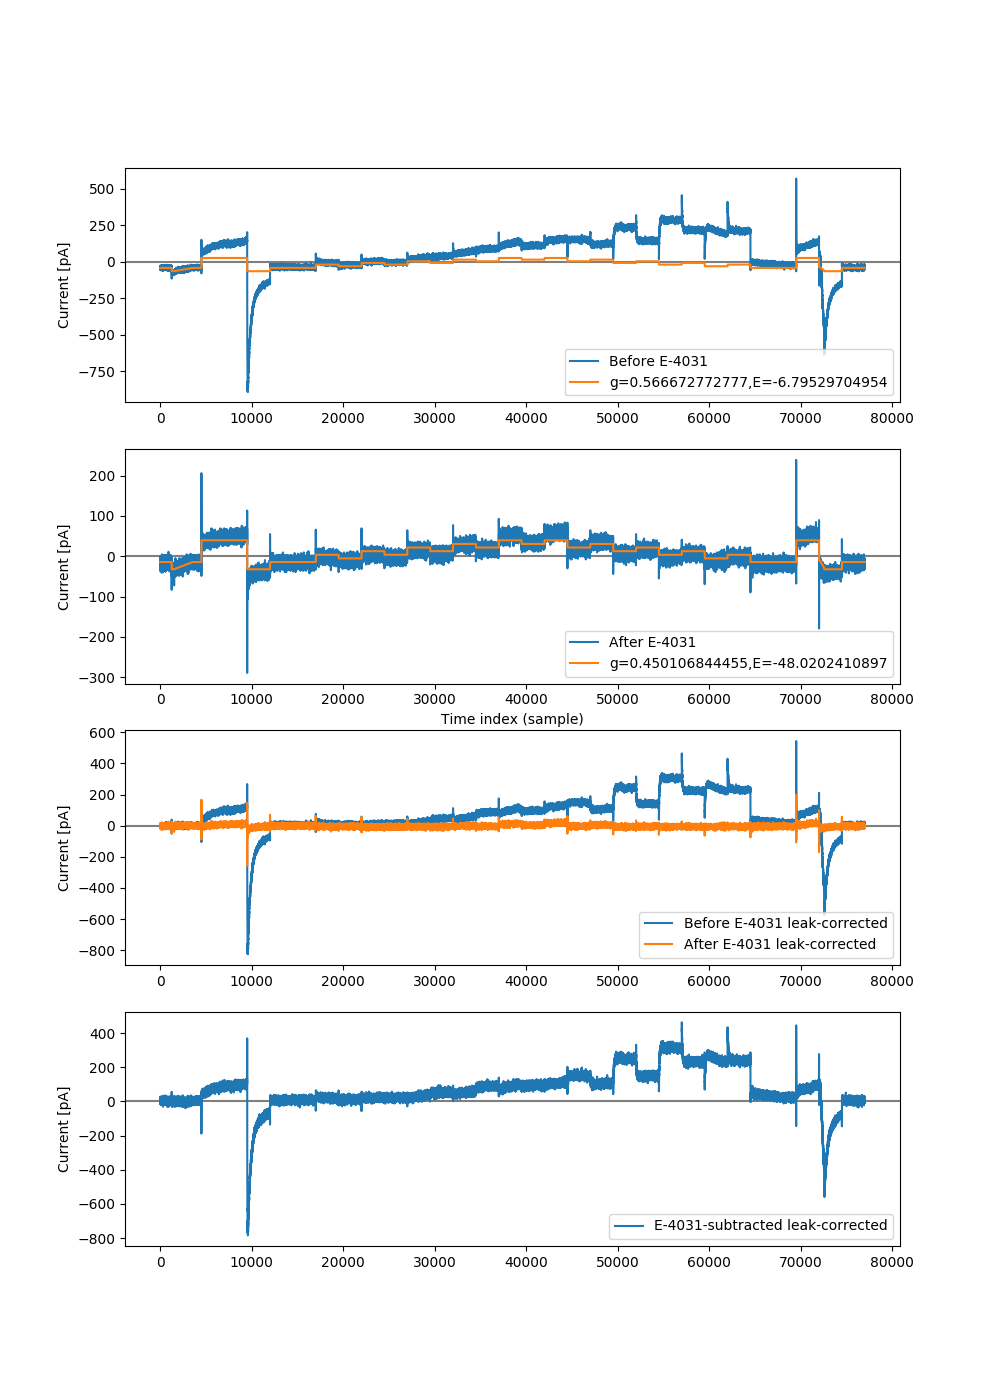 500
250
0
−250
−500
−750
Current [pA]
Before E-4031
g=0.566672772777,E=-6.79529704954
0 10000 20000 30000 40000 50000 60000 70000 80000
200
100
0
−100
−200
−300
Current [pA]
After E-4031
g=0.450106844455,E=-48.0202410897
0 10000 20000 30000 40000 50000 60000 70000 80000
Time index (sample)
600
400
200
0
−200
−400
−600
−800
Current [pA]
Before E-4031 leak-corrected
After E-4031 leak-corrected
0 10000 20000 30000 40000 50000 60000 70000 80000
400
200
0
−200
−400
−600
−800
Current [pA]
E-4031-subtracted leak-corrected
0 10000 20000 30000 40000 50000 60000 70000 80000